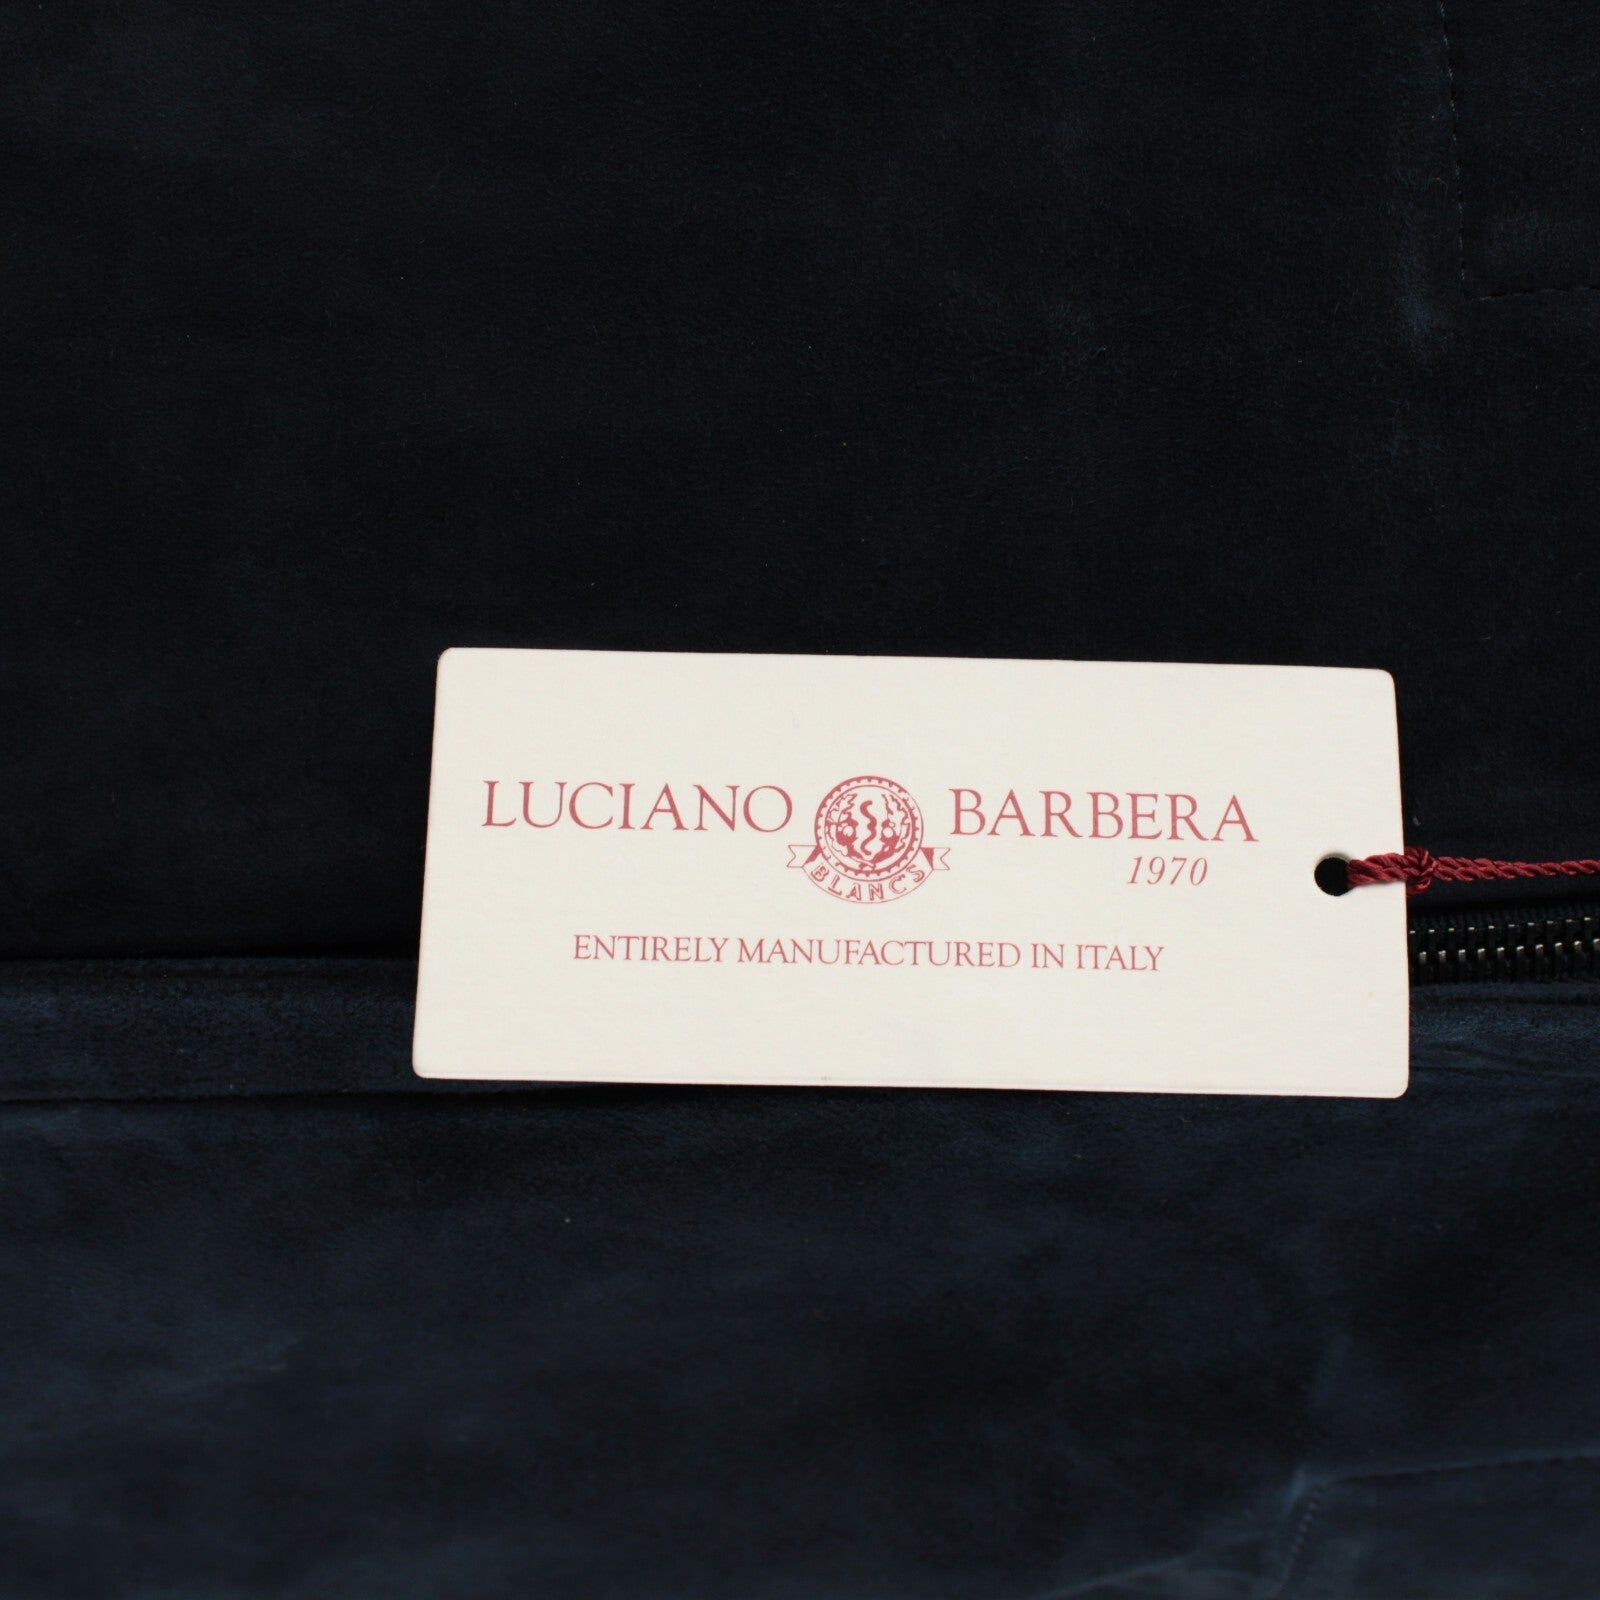 LUCIANO BARBERA
1970
BLANCS
ENTIRELY MANUFACTURED IN ITALY